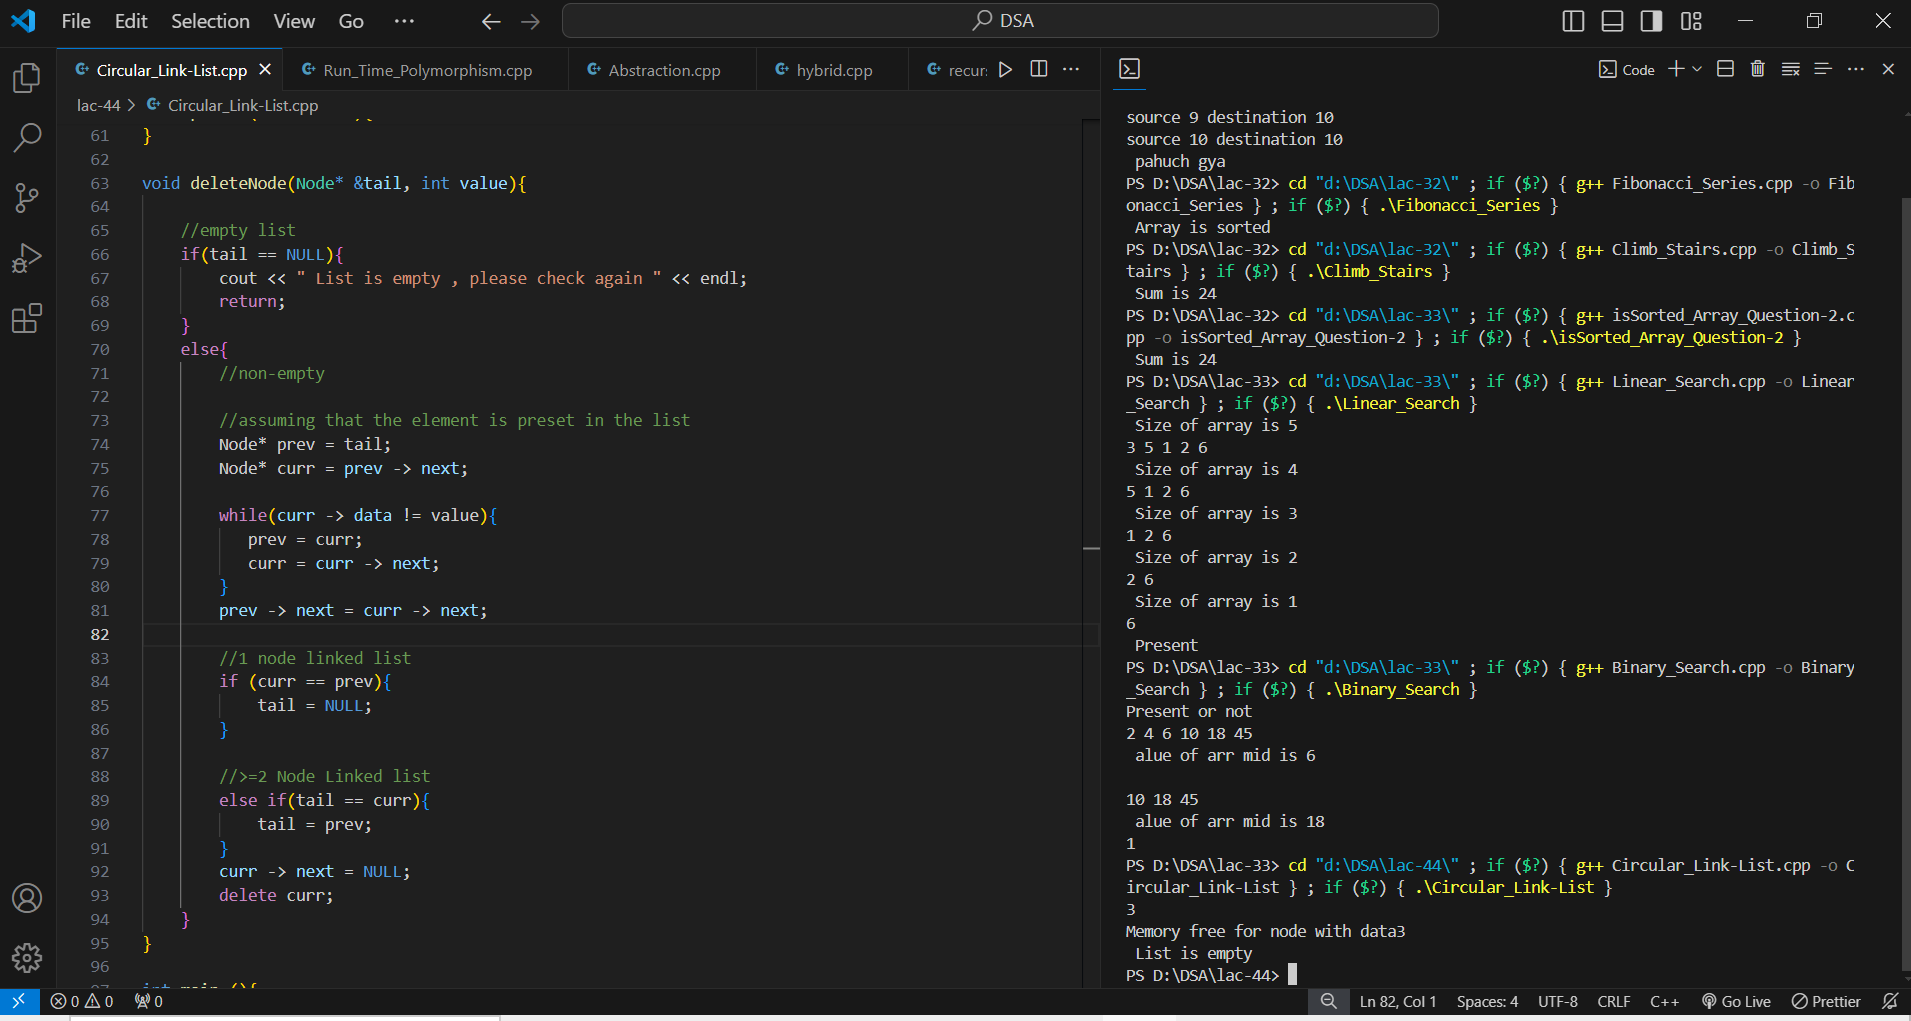 File Edit Selection View Go ··· DSA
Circular_Link-List.cpp Run_Time_Polymorphism.cpp Abstraction.cpp hybrid.cpp recur: ··· Code ···
lac-44 > Circular_Link-List.cpp
61 }
62
63 void deleteNode(Node* &tail, int value){
64
65 //empty list
66 if(tail == NULL){
67 cout << " List is empty , please check again " << endl;
68 return;
69 }
70 else{
71 //non-empty
72
73 //assuming that the element is preset in the list
74 Node* prev = tail;
75 Node* curr = prev -> next;
76
77 while(curr -> data != value){
78 prev = curr;
79 curr = curr -> next;
80 }
81 prev -> next = curr -> next;
82
83 //1 node linked list
84 if (curr == prev){
85 tail = NULL;
86 }
87
88 //>=2 Node Linked list
89 else if(tail == curr){
90 tail = prev;
91 }
92 curr -> next = NULL;
93 delete curr;
94 }
95 }
96
source 9 destination 10
source 10 destination 10
pahuch gya
PS D:\DSA\lac-32> cd "d:\DSA\lac-32\" ; if ($?) { g++ Fibonacci_Series.cpp -o Fib
onacci_Series } ; if ($?) { .\Fibonacci_Series }
Array is sorted
PS D:\DSA\lac-32> cd "d:\DSA\lac-32\" ; if ($?) { g++ Climb_Stairs.cpp -o Climb_S
tairs } ; if ($?) { .\Climb_Stairs }
Sum is 24
PS D:\DSA\lac-32> cd "d:\DSA\lac-33\" ; if ($?) { g++ isSorted_Array_Question-2.c
pp -o isSorted_Array_Question-2 } ; if ($?) { .\isSorted_Array_Question-2 }
Sum is 24
PS D:\DSA\lac-33> cd "d:\DSA\lac-33\" ; if ($?) { g++ Linear_Search.cpp -o Linear
_Search } ; if ($?) { .\Linear_Search }
Size of array is 5
3 5 1 2 6
Size of array is 4
5 1 2 6
Size of array is 3
1 2 6
Size of array is 2
2 6
Size of array is 1
6
Present
PS D:\DSA\lac-33> cd "d:\DSA\lac-33\" ; if ($?) { g++ Binary_Search.cpp -o Binary
_Search } ; if ($?) { .\Binary_Search }
Present or not
2 4 6 10 18 45
alue of arr mid is 6
10 18 45
alue of arr mid is 18
1
PS D:\DSA\lac-33> cd "d:\DSA\lac-44\" ; if ($?) { g++ Circular_Link-List.cpp -o C
ircular_Link-List } ; if ($?) { .\Circular_Link-List }
3
Memory free for node with data3
List is empty
PS D:\DSA\lac-44>
0 0 0 Ln 82, Col 1 Spaces: 4 UTF-8 CRLF C++ Go Live Prettier